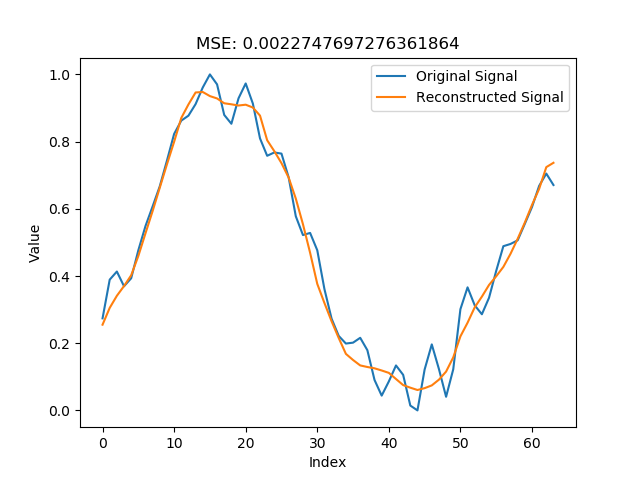 MSE: 0.0022747697276361864
Original Signal
Reconstructed Signal
1.0
0.8
0.6
0.4
0.2
0.0
Value
0 10 20 30 40 50 60
Index